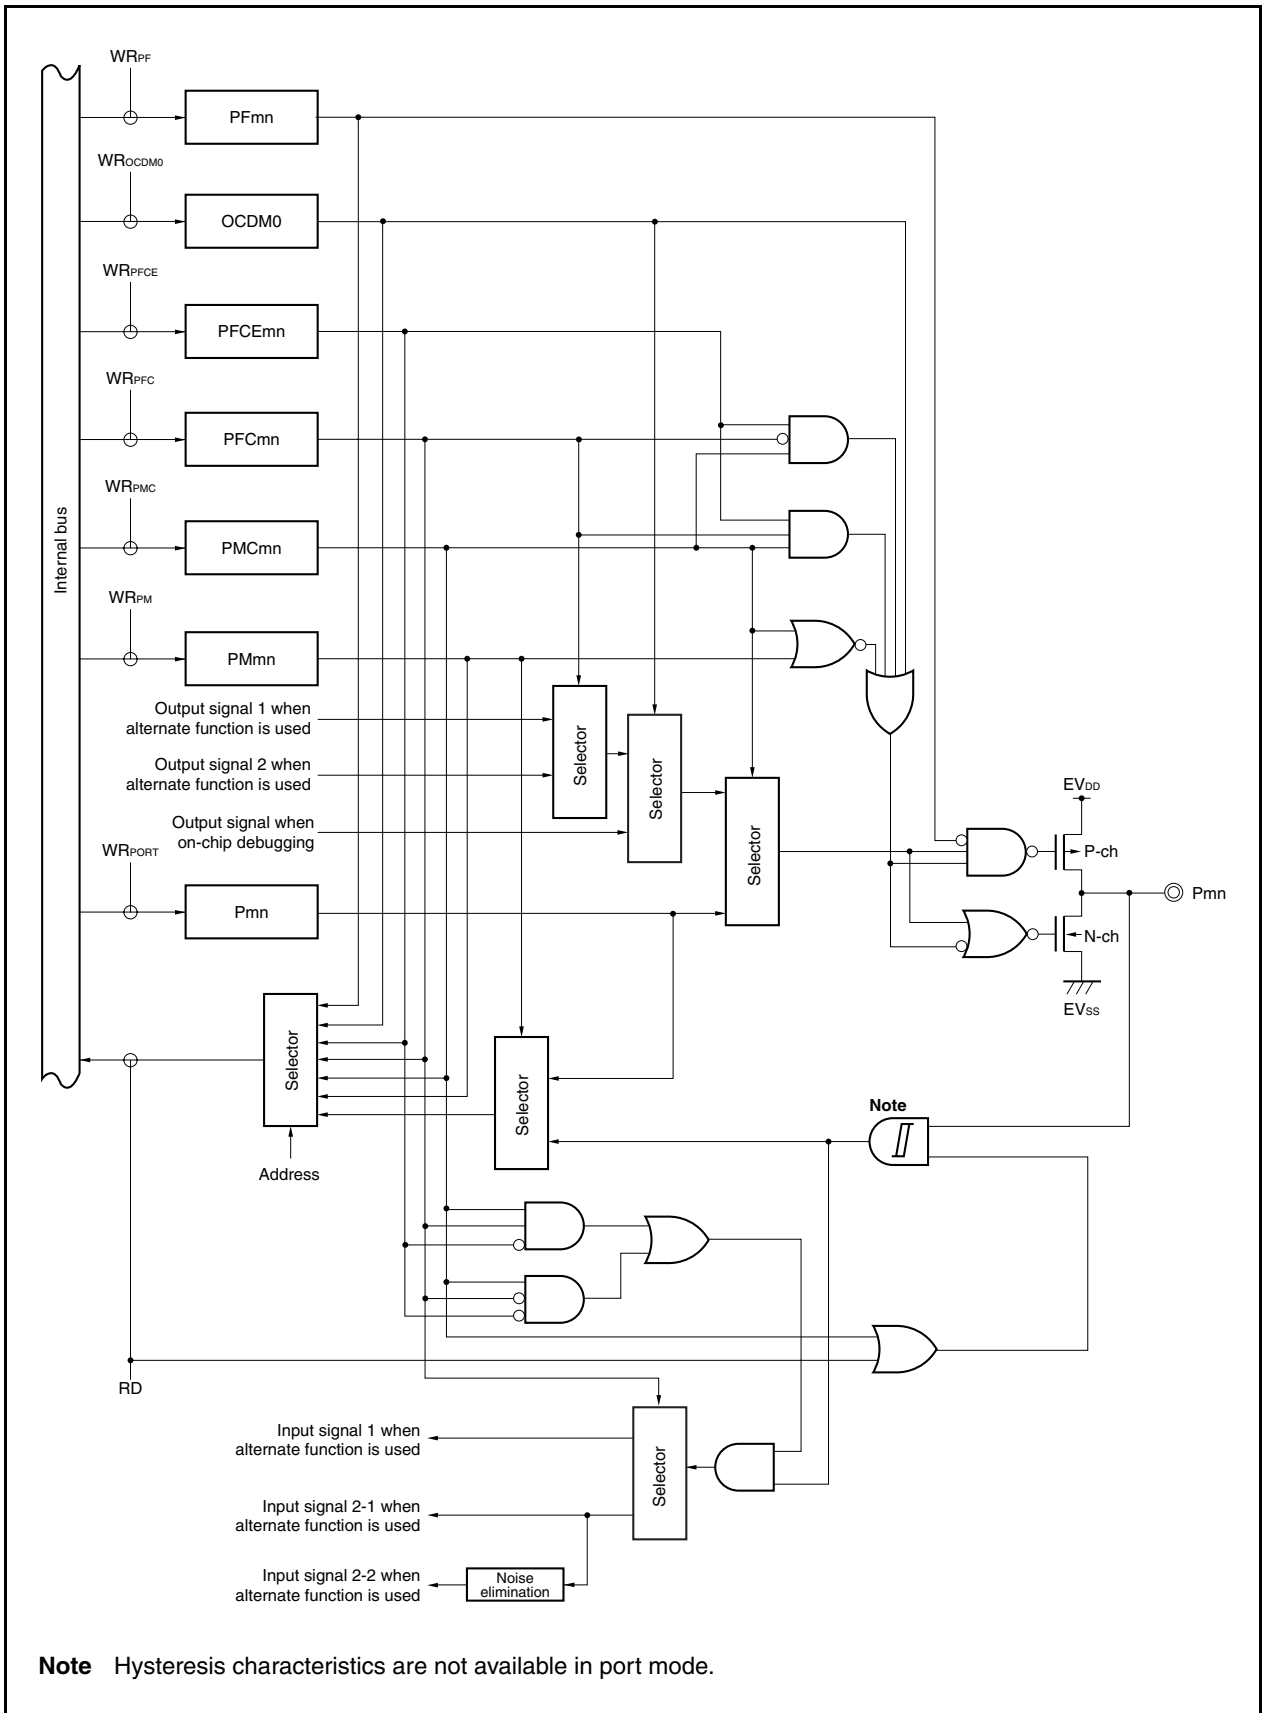 WRPF
PFmn
WROCDM0
OCDM0
WRPFCE
PFCEmn
WRPFC
PFCmn
WRPMC
Internal bus
PMCmn
WRPM
PMmn
Output signal 1 when
alternate function is used
Selector
Output signal 2 when
alternate function is used
Selector
Output signal when
on-chip debugging
Selector
EVDD
P-ch
WRPORT
Pmn
Pmn
N-ch
EVSS
Selector
Selector
Address
Note
RD
Input signal 1 when
alternate function is used
Selector
Input signal 2-1 when
alternate function is used
Input signal 2-2 when
alternate function is used
Noise
elimination
Note Hysteresis characteristics are not available in port mode.